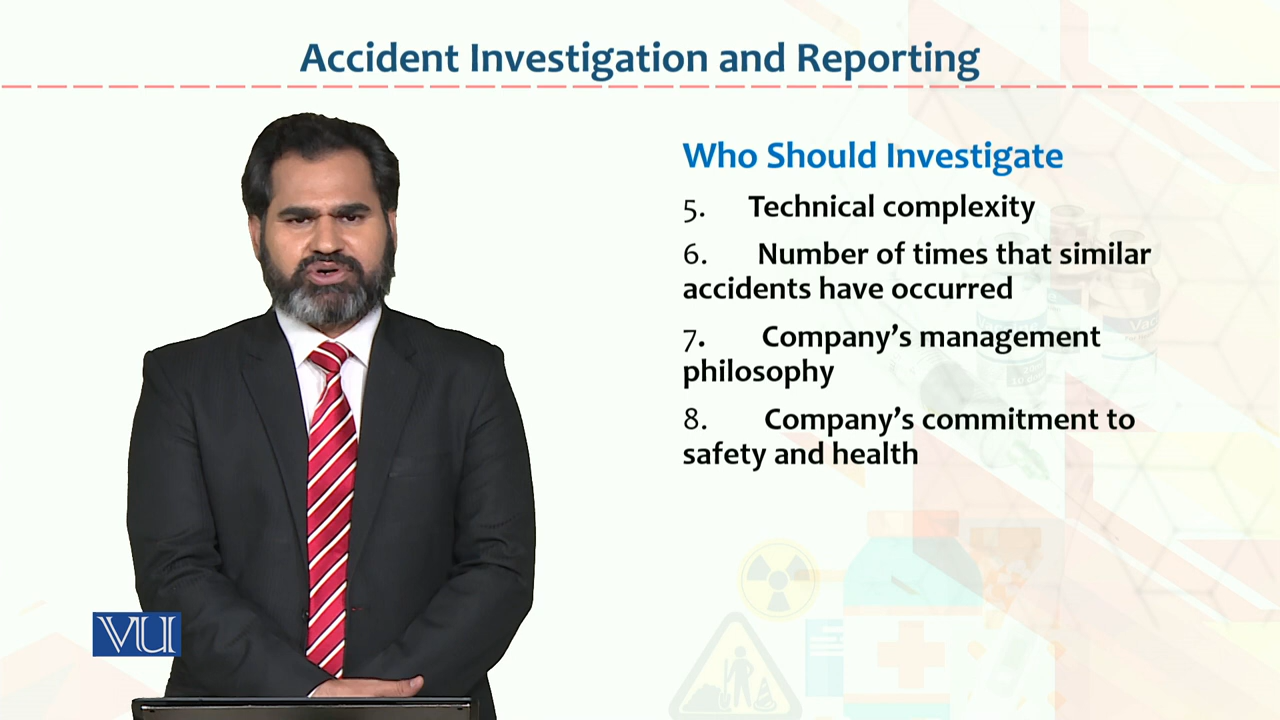 Accident Investigation and Reporting
Who Should Investigate
5. Technical complexity
6. Number of times that similar
accidents have occurred
7. Company's management
philosophy
8. Company's commitment to
safety and health
VU